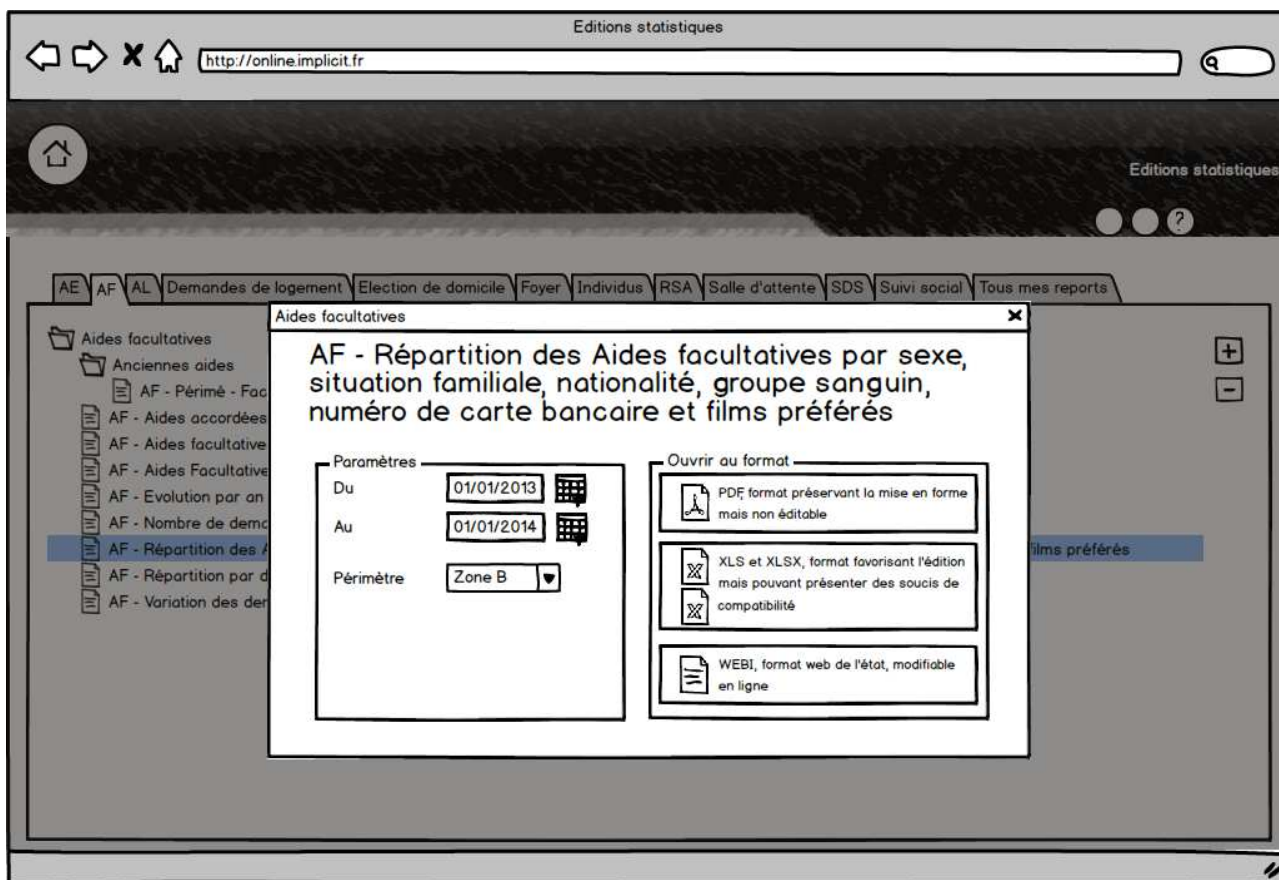 Editions statistiques
http://online.implicit.fr
Editions statistiques
?
AE AF AL Demandes de logement Election de domicile Foyer Individus RSA Salle d'attente SDS Suivi social Tous mes reports
Aides facultatives
Anciennes aides
AF - Périmé - Fac
AF - Aides accordées
AF - Aides facultative
AF - Aides Facultative
AF - Evolution par an
AF - Nombre de demo
AF - Répartition des A
films préférés
AF - Répartition par d
AF - Variation des der
+
-
Aides facultatives
AF - Répartition des Aides facultatives par sexe,
situation familiale, nationalité, groupe sanguin,
numéro de carte bancaire et films préférés
Paramètres
Du 01/01/2013
Au 01/01/2014
Périmètre Zone B
Ouvrir au format
PDF, format préservant la mise en forme
mais non éditable
XLS et XLSX, format favorisant l'édition
mais pouvant présenter des soucis de
compatibilité
WEBI, format web de l'état, modifiable
en ligne